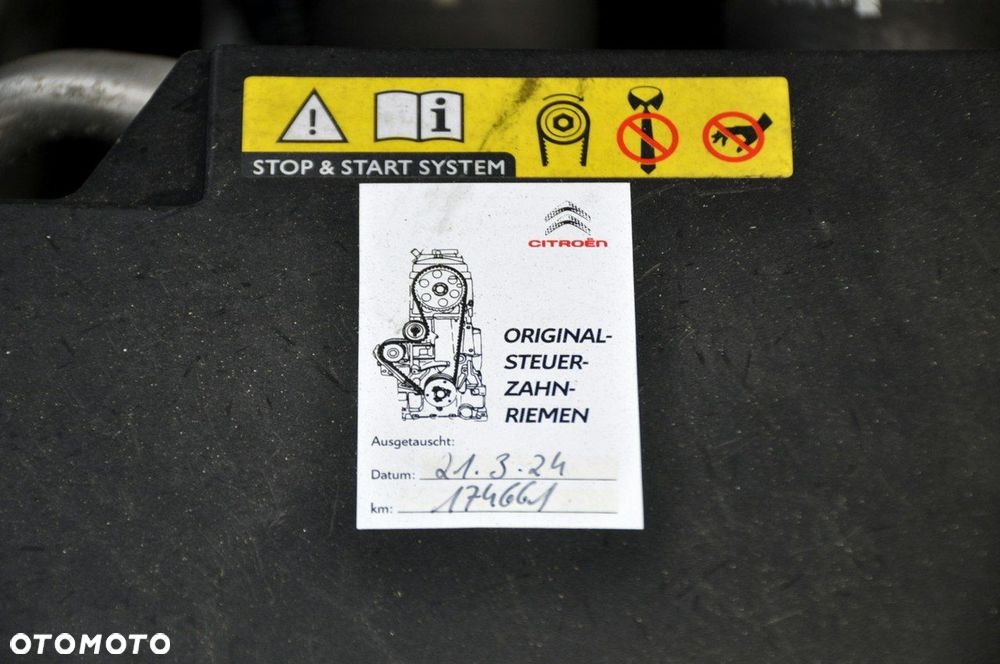 STOP & START SYSTEM
CITROËN
ORIGINAL-
STEUER-
ZAHN-
RIEMEN
Ausgetauscht:
Datum: 21.3.24
km: 174661
OTOMOTO